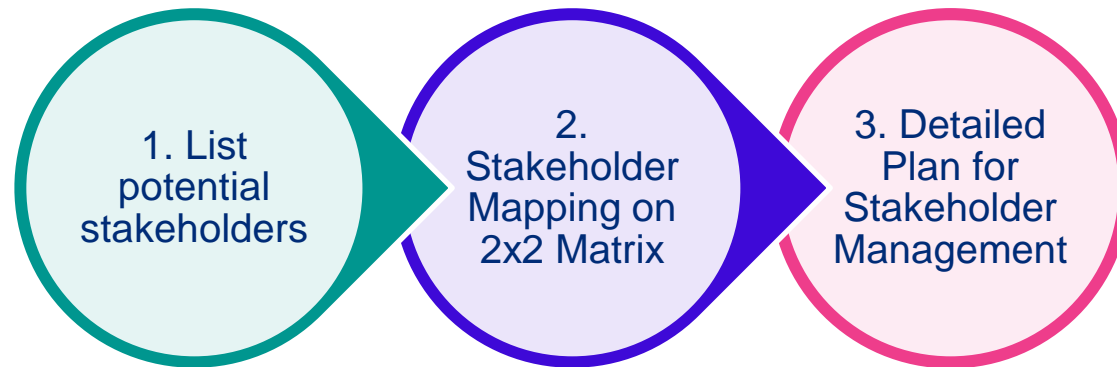 1. List
potential
stakeholders
2.
Stakeholder
Mapping on
2x2 Matrix
3. Detailed
Plan for
Stakeholder
Management